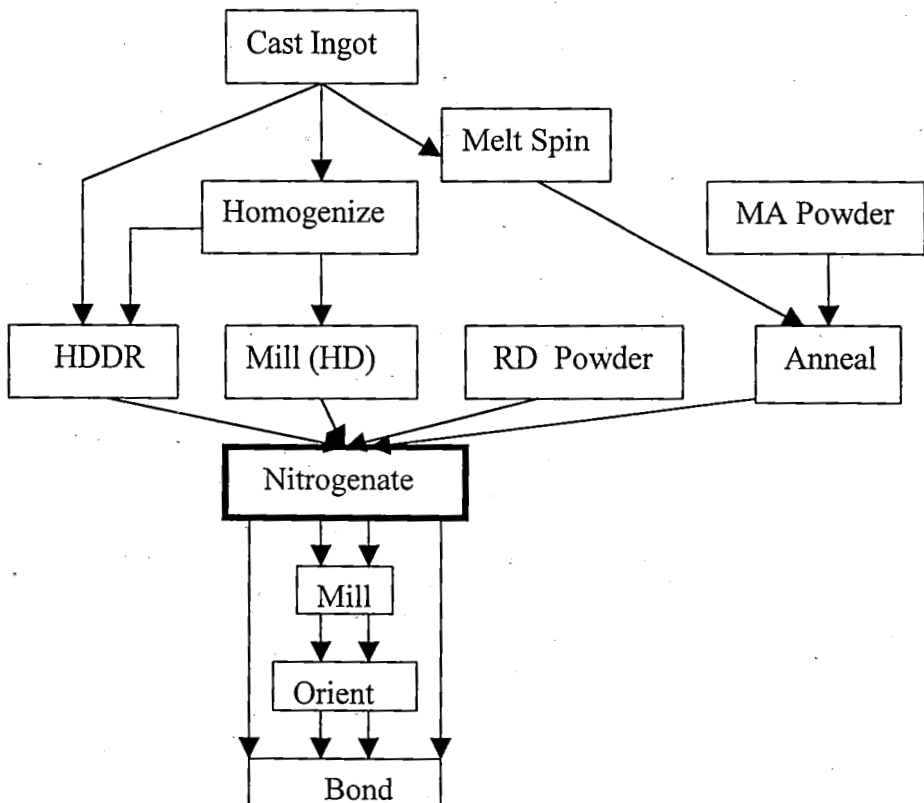 Cast Ingot
Melt Spin
Homogenize
MA Powder
HDDR
Mill (HD)
RD Powder
Anneal
Nitrogenate
Mill
Orient
Bond